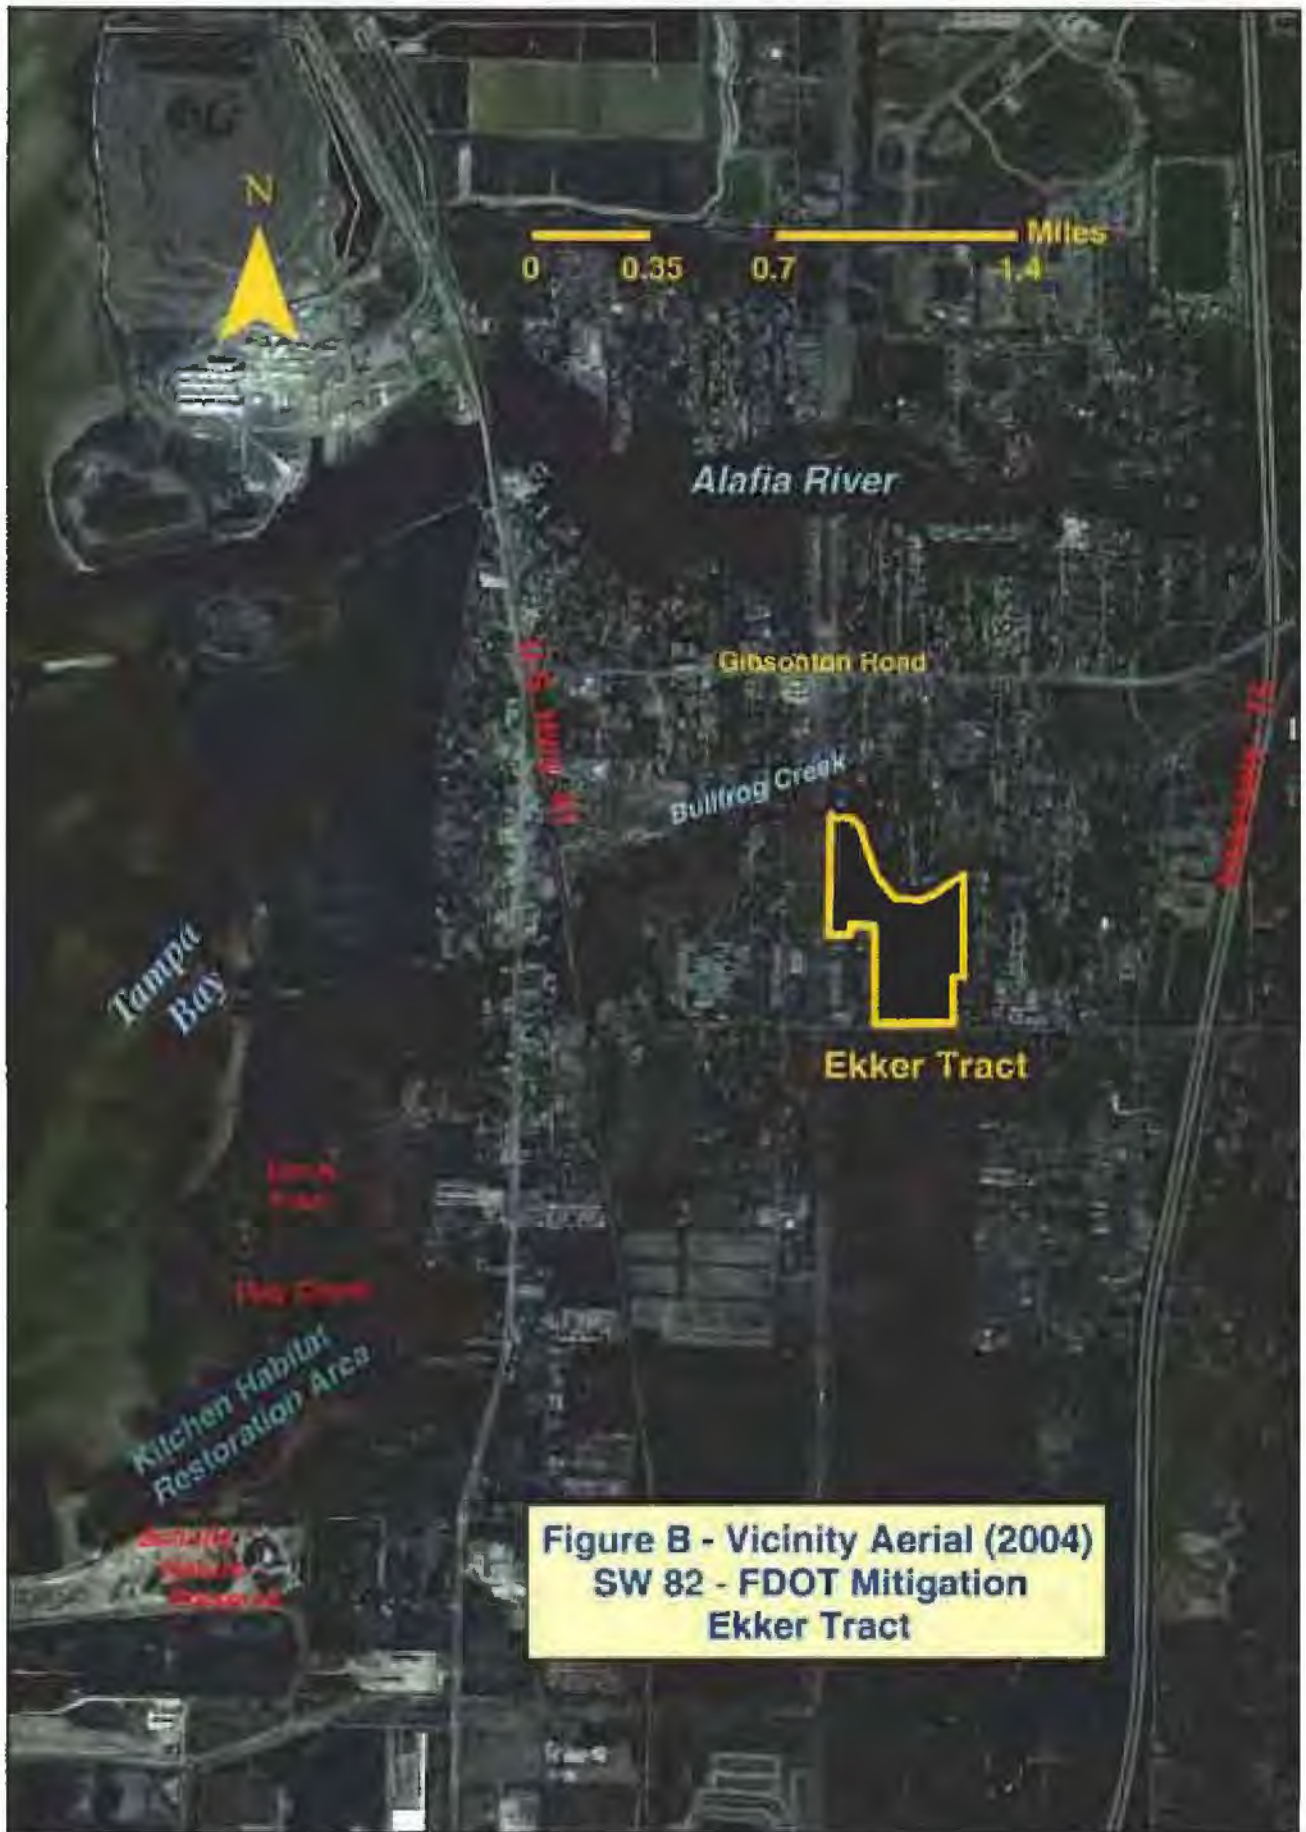 N
Miles
0 0.35 0.7 1.4
Alafia River
Gibsonton Road
Bullfrog Creek
Tampa
Bay
Ekker Tract
Kitchen Habitat
Restoration Area
Figure B - Vicinity Aerial (2004)
SW 82 - FDOT Mitigation
Ekker Tract